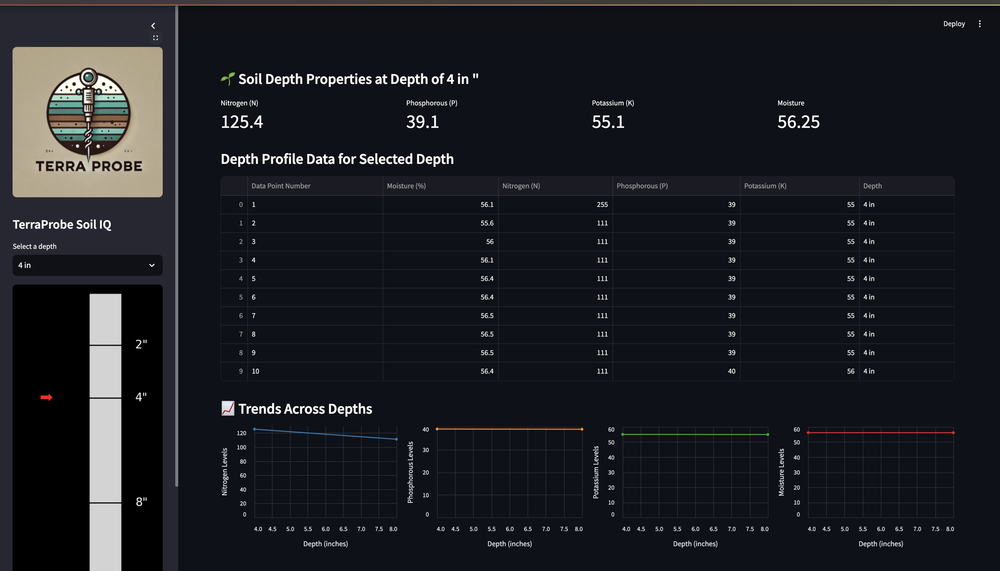 Deploy
TERRA PROBE
TerraProbe Soil IQ
Select a depth
4 in
2"
4"
8"
Soil Depth Properties at Depth of 4 in "
Nitrogen (N) Phosphorous (P) Potassium (K) Moisture
125.4 39.1 55.1 56.25
Depth Profile Data for Selected Depth
Data Point Number Moisture (%) Nitrogen (N) Phosphorous (P) Potassium (K) Depth
0 1 56.1 255 39 55 4 in
1 2 55.6 111 39 55 4 in
2 3 56 111 39 55 4 in
3 4 56.1 111 39 55 4 in
4 5 56.4 111 39 55 4 in
5 6 56.4 111 39 55 4 in
6 7 56.5 111 39 55 4 in
7 8 56.5 111 39 55 4 in
8 9 56.5 111 39 55 4 in
9 10 56.4 111 40 56 4 in
Trends Across Depths
Nitrogen Levels
120
100
80
60
40
20
0
4.0 4.5 5.0 5.5 6.0 6.5 7.0 7.5 8.0
Depth (inches)
Phosphorous Levels
40
30
20
10
0
4.0 4.5 5.0 5.5 6.0 6.5 7.0 7.5 8.0
Depth (inches)
Potassium Levels
60
50
40
30
20
10
0
4.0 4.5 5.0 5.5 6.0 6.5 7.0 7.5 8.0
Depth (inches)
Moisture Levels
60
50
40
30
20
10
0
4.0 4.5 5.0 5.5 6.0 6.5 7.0 7.5 8.0
Depth (inches)